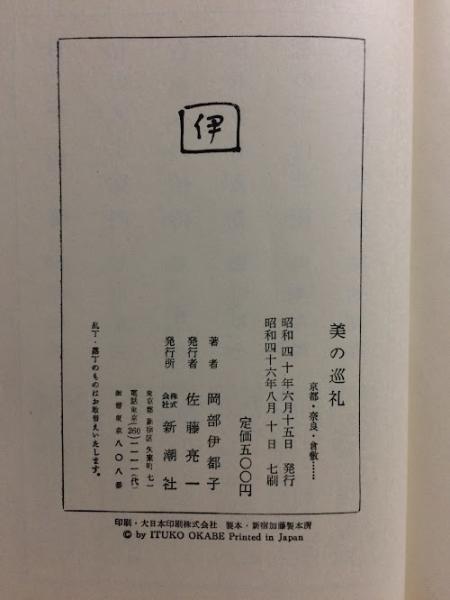 伊
美の巡礼
京都・奈良・倉敷……
昭和四十年六月十五日 発行
昭和四十六年八月十日 七刷
定価五〇〇円
著者 岡部伊都子
発行者 佐藤亮一
発行所 株式会社 新潮社
東京都新宿区矢来町七一
電話東京(260)一一一一(代)
振替東京八〇八番
乱丁・落丁のものはお取替えいたします。
印刷・大日本印刷株式会社 製本・新宿加藤製本所
© by ITUKO OKABE Printed in Japan